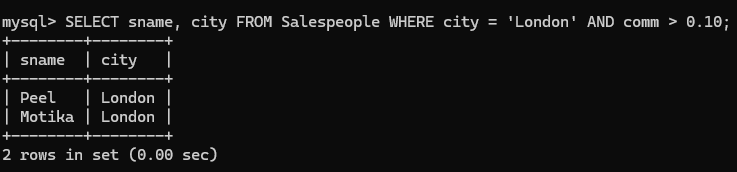 mysql> SELECT sname, city FROM Salespeople WHERE city = 'London' AND comm > 0.10;
+--------+--------+
| sname  | city   |
+--------+--------+
| Peel   | London |
| Motika | London |
+--------+--------+
2 rows in set (0.00 sec)